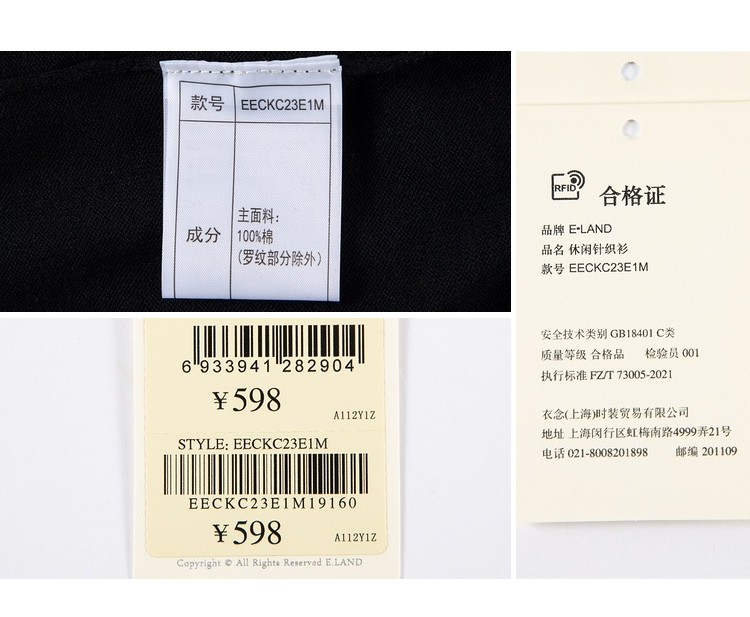 款号 EECKC23E1M
成分
主面料:
100%棉
(罗纹部分除外)
6 933941 282904
¥598
A112Y1Z
STYLE: EECKC23E1M
EECKC23E1M19160
¥598
A112Y1Z
Copyright © All Rights Reserved E.LAND
RFID
合格证
品牌 E•LAND
品名 休闲针织衫
款号 EECKC23E1M
安全技术类别 GB18401 C类
质量等级 合格品 检验员 001
执行标准 FZ/T 73005-2021
衣念(上海)时装贸易有限公司
地址 上海闵行区虹梅南路4999弄21号
电话 021-8008201898 邮编 201109